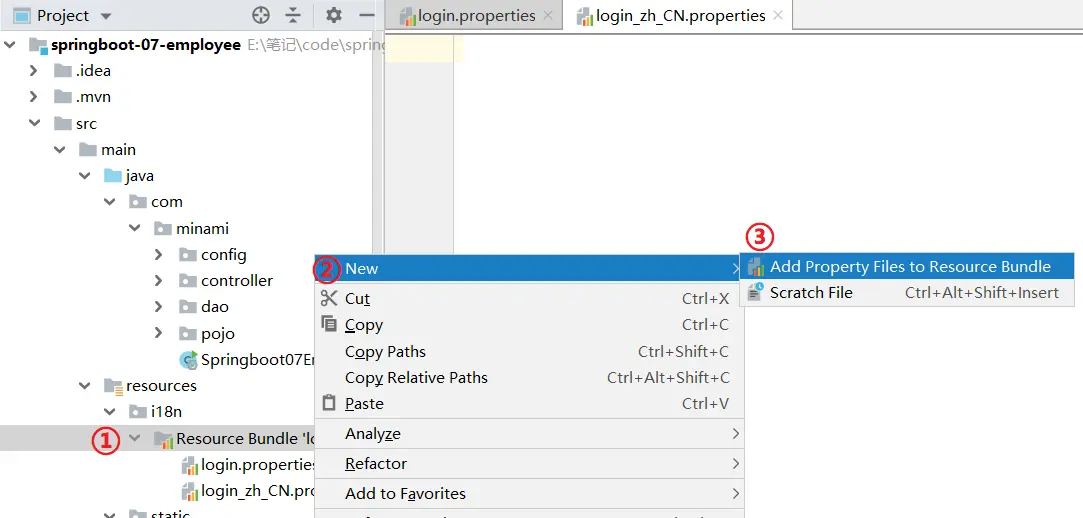 Project
login.properties
login_zh_CN.properties
springboot-07-employee E:\笔记\code\spring
.idea
.mvn
src
main
java
com
minami
config
controller
dao
pojo
Springboot07E
resources
i18n
① Resource Bundle 'lo
login.properties
login_zh_CN.pro
static
② New
Cut Ctrl+X
Copy Ctrl+C
Copy Paths Ctrl+Shift+C
Copy Relative Paths Ctrl+Alt+Shift+C
Paste Ctrl+V
Analyze
Refactor
Add to Favorites
③
Add Property Files to Resource Bundle
Scratch File Ctrl+Alt+Shift+Insert